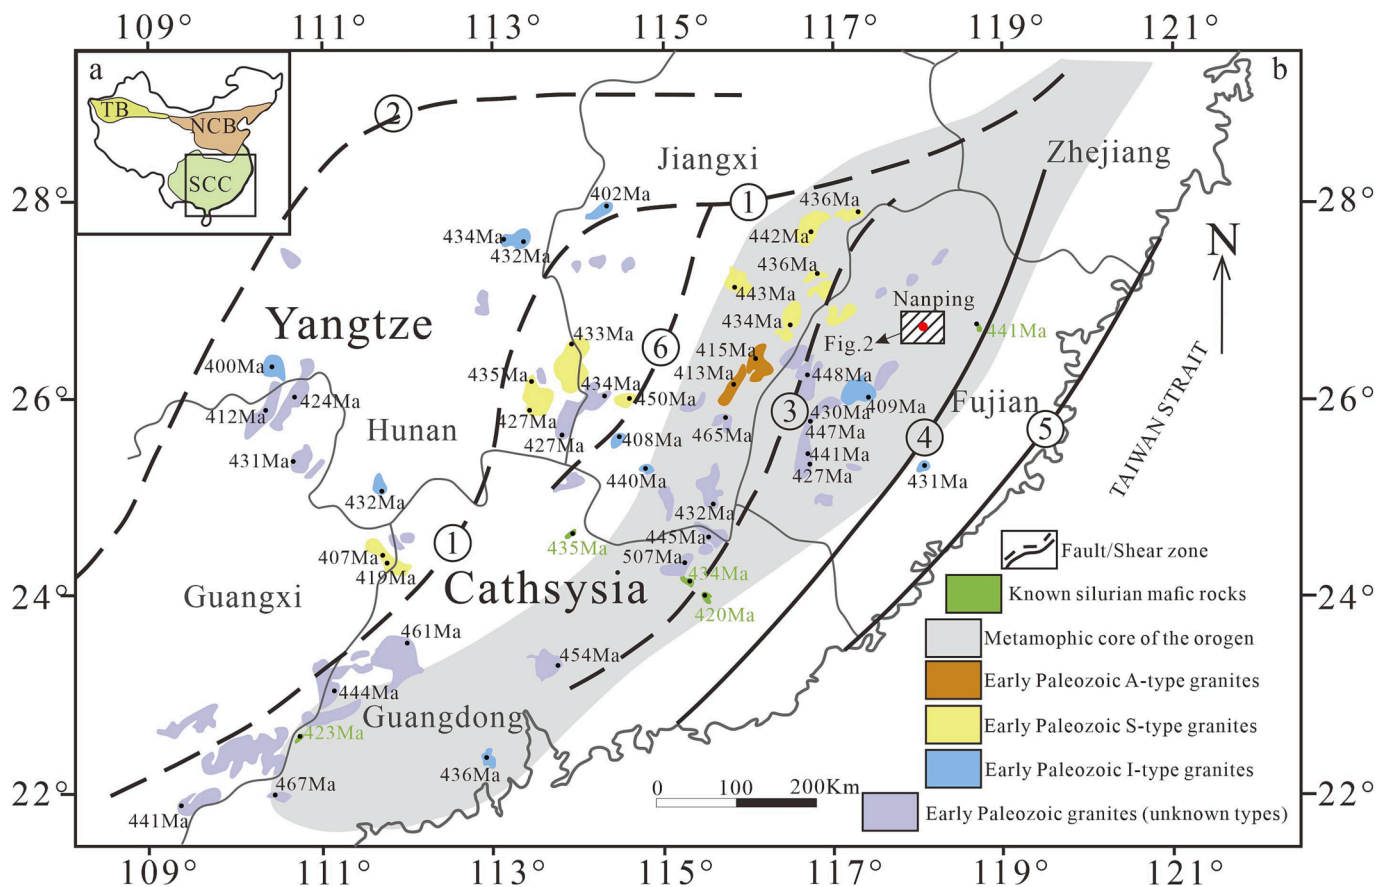 109° 111° 113° 115° 117° 119° 121°
a
b
TB
NCB
SCC
2
Jiangxi
Zhejiang
28°
28°
402Ma
1
436Ma
434Ma
432Ma
442Ma
N
436Ma
443Ma
Nanping
Yangtze
433Ma
434Ma
441Ma
6
Fig.2
415Ma
400Ma
435Ma
413Ma
448Ma
434Ma
450Ma
26°
26°
424Ma
412Ma
3
430Ma
409Ma
Fujian
TAIWAN STRAIT
427Ma
465Ma
447Ma
Hunan
427Ma
408Ma
4
5
431Ma
441Ma
440Ma
427Ma
431Ma
432Ma
432Ma
1
435Ma
445Ma
Fault/Shear zone
407Ma
507Ma
419Ma
434Ma
Cathsysia
Known silurian mafic rocks
Guangxi
24°
24°
420Ma
461Ma
Metamophic core of the orogen
454Ma
444Ma
Early Paleozoic A-type granites
Guangdong
423Ma
Early Paleozoic S-type granites
436Ma
Early Paleozoic I-type granites
467Ma
0 100 200Km
22°
22°
441Ma
Early Paleozoic granites (unknown types)
109° 111° 113° 115° 117° 119° 121°